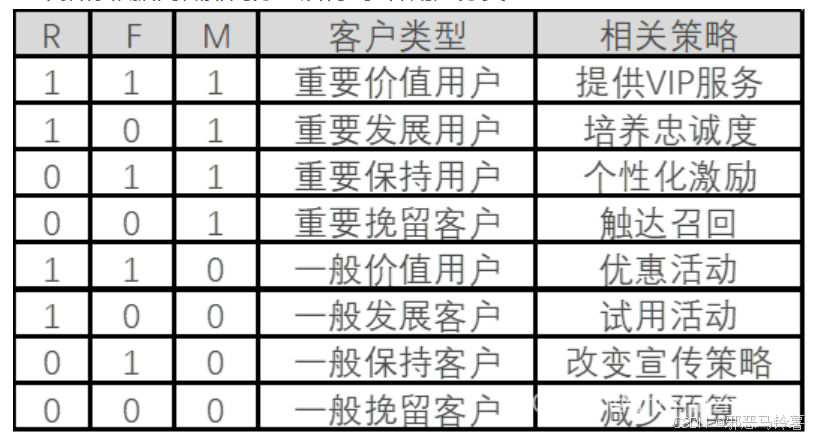 R F M 客户类型 相关策略
1 1 1 重要价值用户 提供VIP服务
1 0 1 重要发展用户 培养忠诚度
0 1 1 重要保持用户 个性化激励
0 0 1 重要挽留客户 触达召回
1 1 0 一般价值用户 优惠活动
1 0 0 一般发展客户 试用活动
0 1 0 一般保持客户 改变宣传策略
0 0 0 一般挽留客户 减少预算
CSDN @邪恶马铃薯